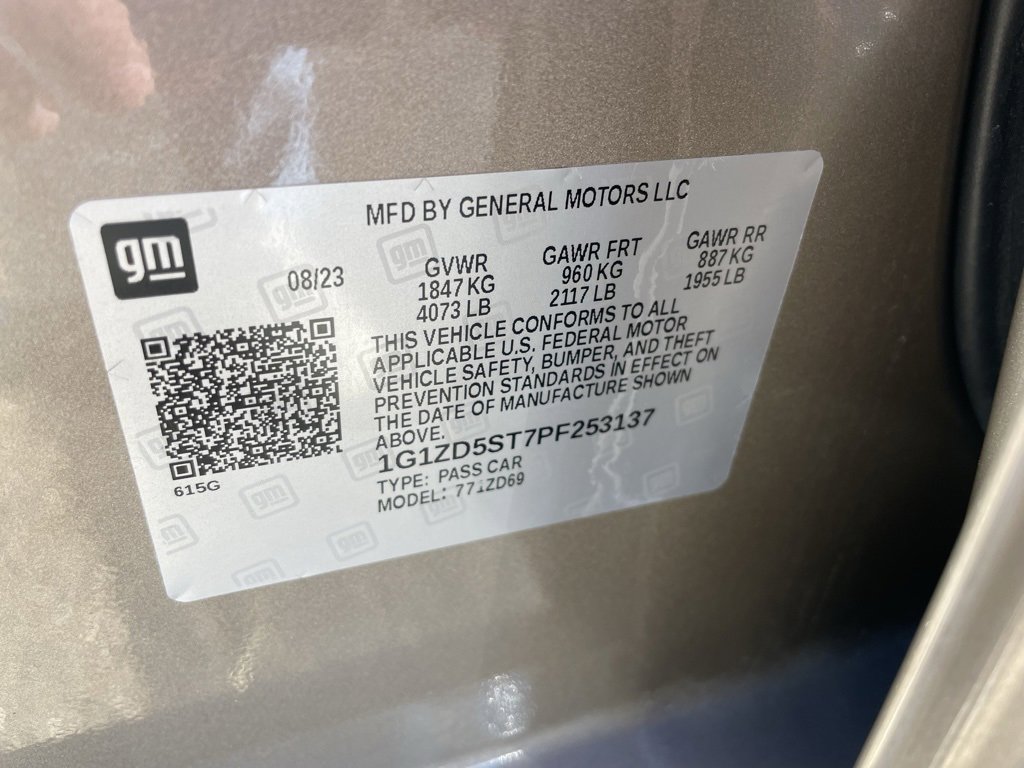 MFD BY GENERAL MOTORS LLC
gm
08/23
GVWR
1847 KG
4073 LB
GAWR FRT
960 KG
2117 LB
GAWR RR
887 KG
1955 LB
THIS VEHICLE CONFORMS TO ALL
APPLICABLE U.S. FEDERAL MOTOR
VEHICLE SAFETY, BUMPER, AND THEFT
PREVENTION STANDARDS IN EFFECT ON
THE DATE OF MANUFACTURE SHOWN
ABOVE.
1G1ZD5ST7PF253137
TYPE: PASS CAR
MODEL: 771ZD69
615G